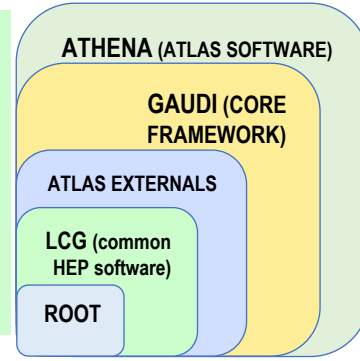 ATHENA (ATLAS SOFTWARE)
GAUDI (CORE
FRAMEWORK)
ATLAS EXTERNALS
LCG (common
HEP software)
ROOT